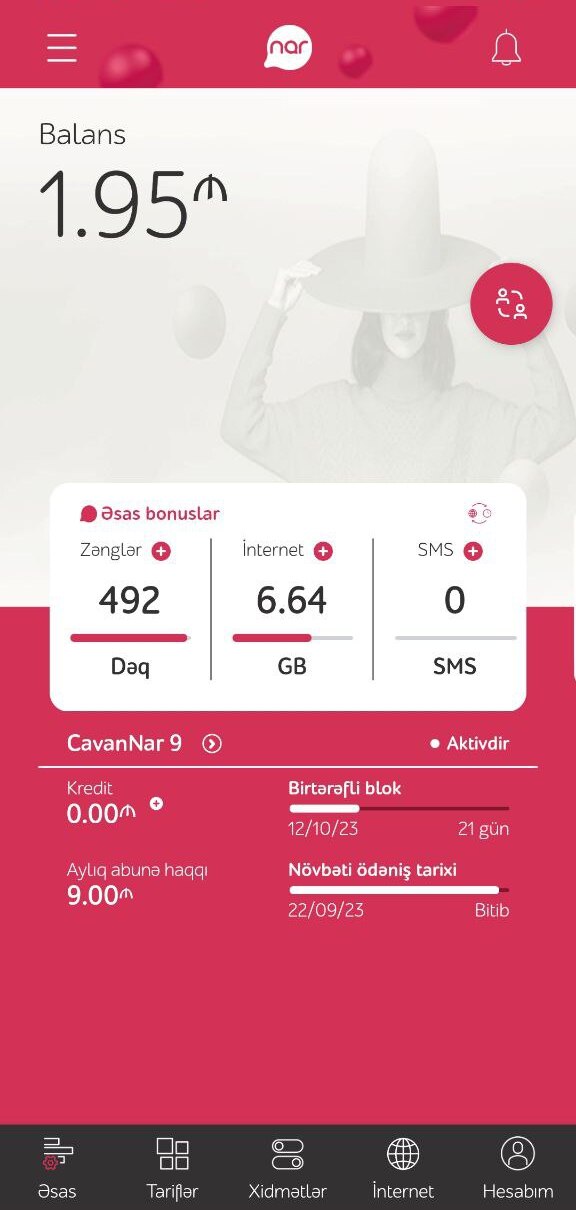 nar
Balans
1.95₼
Əsas bonuslar
Zənglər
İnternet
SMS
492
6.64
0
Dəq
GB
SMS
CavanNar 9
Aktivdir
Kredit
0.00₼
Birtərəfli blok
12/10/23
21 gün
Aylıq abunə haqqı
9.00₼
Növbəti ödəniş tarixi
22/09/23
Bitib
Əsas
Tariflər
Xidmətlər
İnternet
Hesabım